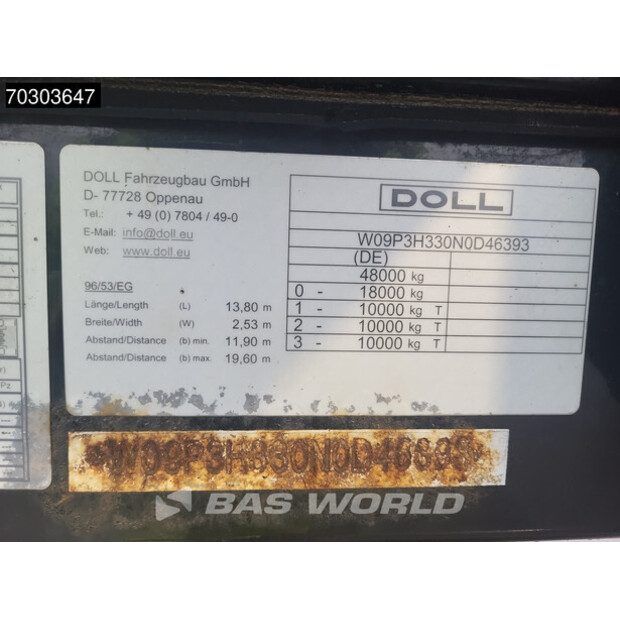 70303647
DOLL Fahrzeugbau GmbH
D- 77728 Oppenau
Tel.: + 49 (0) 7804 / 49-0
E-Mail: info@doll.eu
Web: www.doll.eu
96/53/EG
Länge/Length (L) 13,80 m
Breite/Width (W) 2,53 m
Abstand/Distance (b) min. 11,90 m
Abstand/Distance (b) max. 19,60 m
DOLL
W09P3H330N0D46393
(DE)
48000 kg
0 - 18000 kg
1 - 10000 kg T
2 - 10000 kg T
3 - 10000 kg T
*W09P3H330N0D46393*
BAS WORLD